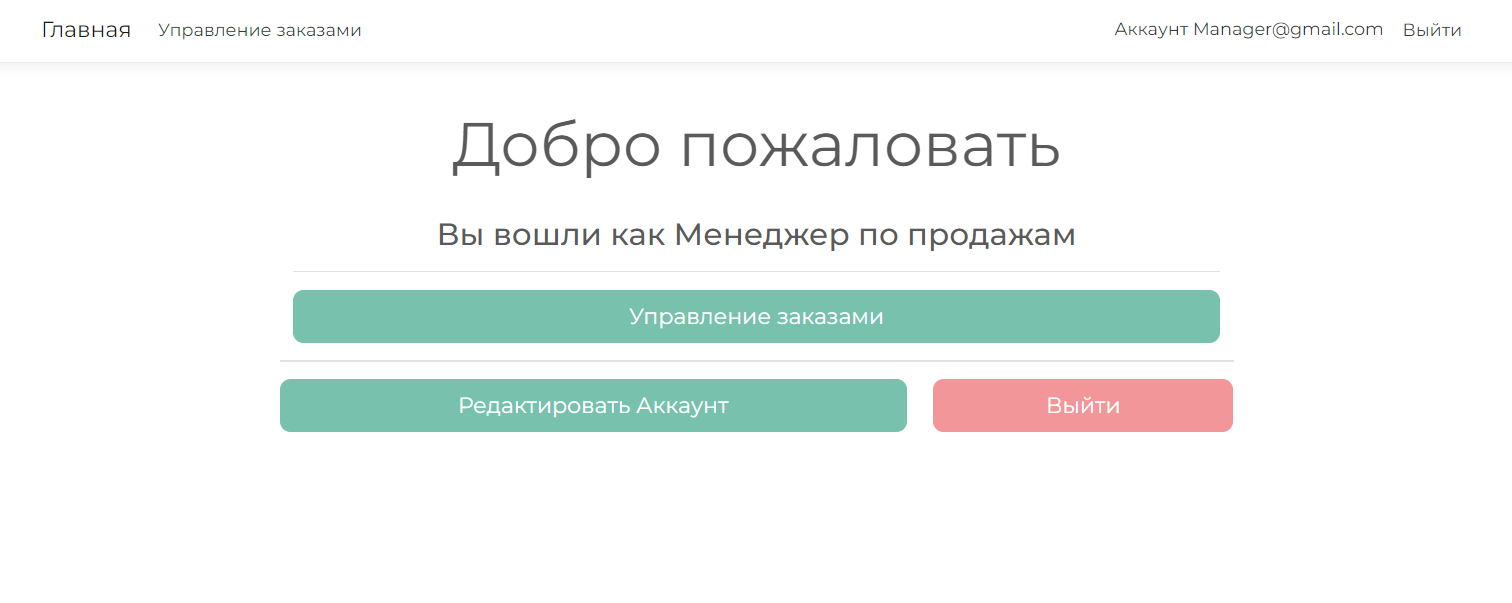 Главная Управление заказами Аккаунт Manager@gmail.com Выйти
Добро пожаловать
Вы вошли как Менеджер по продажам
Управление заказами
Редактировать Аккаунт Выйти